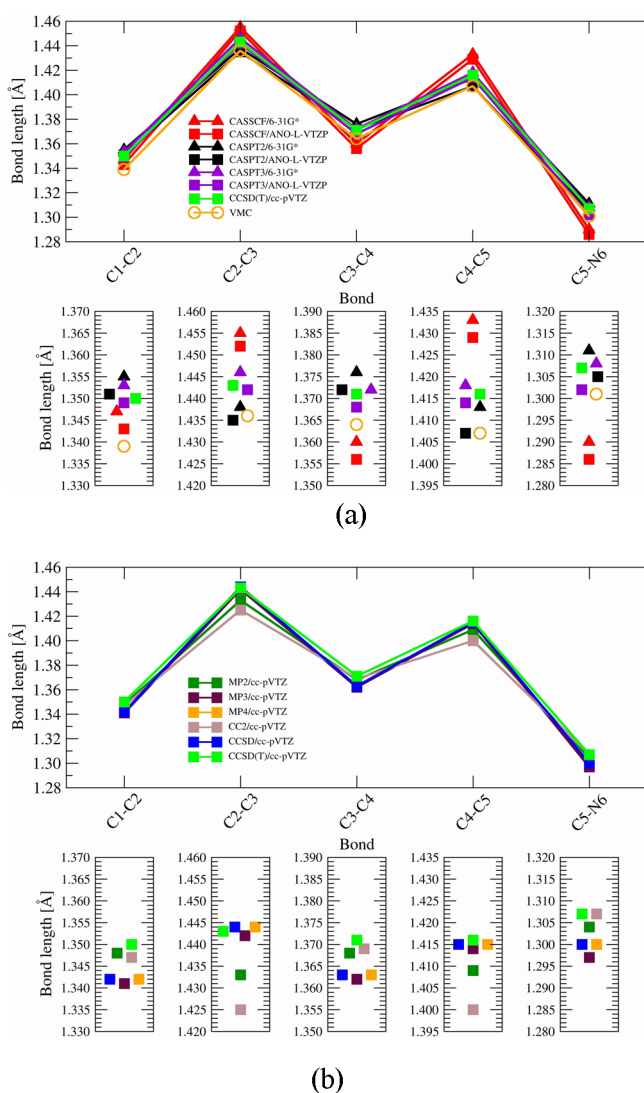 1.46
1.44
1.42
1.40
1.38
1.36
1.34
1.32
1.30
1.28
Bond length [Å]
CASSCF/6-31G*
CASSCF/ANO-L-VTZP
CASPT2/6-31G*
CASPT2/ANO-L-VTZP
CASPT3/6-31G*
CASPT3/ANO-L-VTZP
CCSD(T)/cc-pVTZ
VMC
C1-C2 C2-C3 C3-C4 C4-C5 C5-N6
Bond
Bond length [Å]
1.370 1.460 1.390 1.435 1.320
1.365 1.455 1.385 1.430 1.315
1.360 1.450 1.380 1.425 1.310
1.355 1.445 1.375 1.420 1.305
1.350 1.440 1.370 1.415 1.300
1.345 1.435 1.365 1.410 1.295
1.340 1.430 1.360 1.405 1.290
1.335 1.425 1.355 1.400 1.285
1.330 1.420 1.350 1.395 1.280
(a)
1.46
1.44
1.42
1.40
1.38
1.36
1.34
1.32
1.30
1.28
Bond length [Å]
MP2/cc-pVTZ
MP3/cc-pVTZ
MP4/cc-pVTZ
CC2/cc-pVTZ
CCSD/cc-pVTZ
CCSD(T)/cc-pVTZ
C1-C2 C2-C3 C3-C4 C4-C5 C5-N6
Bond
Bond length [Å]
1.370 1.460 1.390 1.435 1.320
1.365 1.455 1.385 1.430 1.315
1.360 1.450 1.380 1.425 1.310
1.355 1.445 1.375 1.420 1.305
1.350 1.440 1.370 1.415 1.300
1.345 1.435 1.365 1.410 1.295
1.340 1.430 1.360 1.405 1.290
1.335 1.425 1.355 1.400 1.285
1.330 1.420 1.350 1.395 1.280
(b)